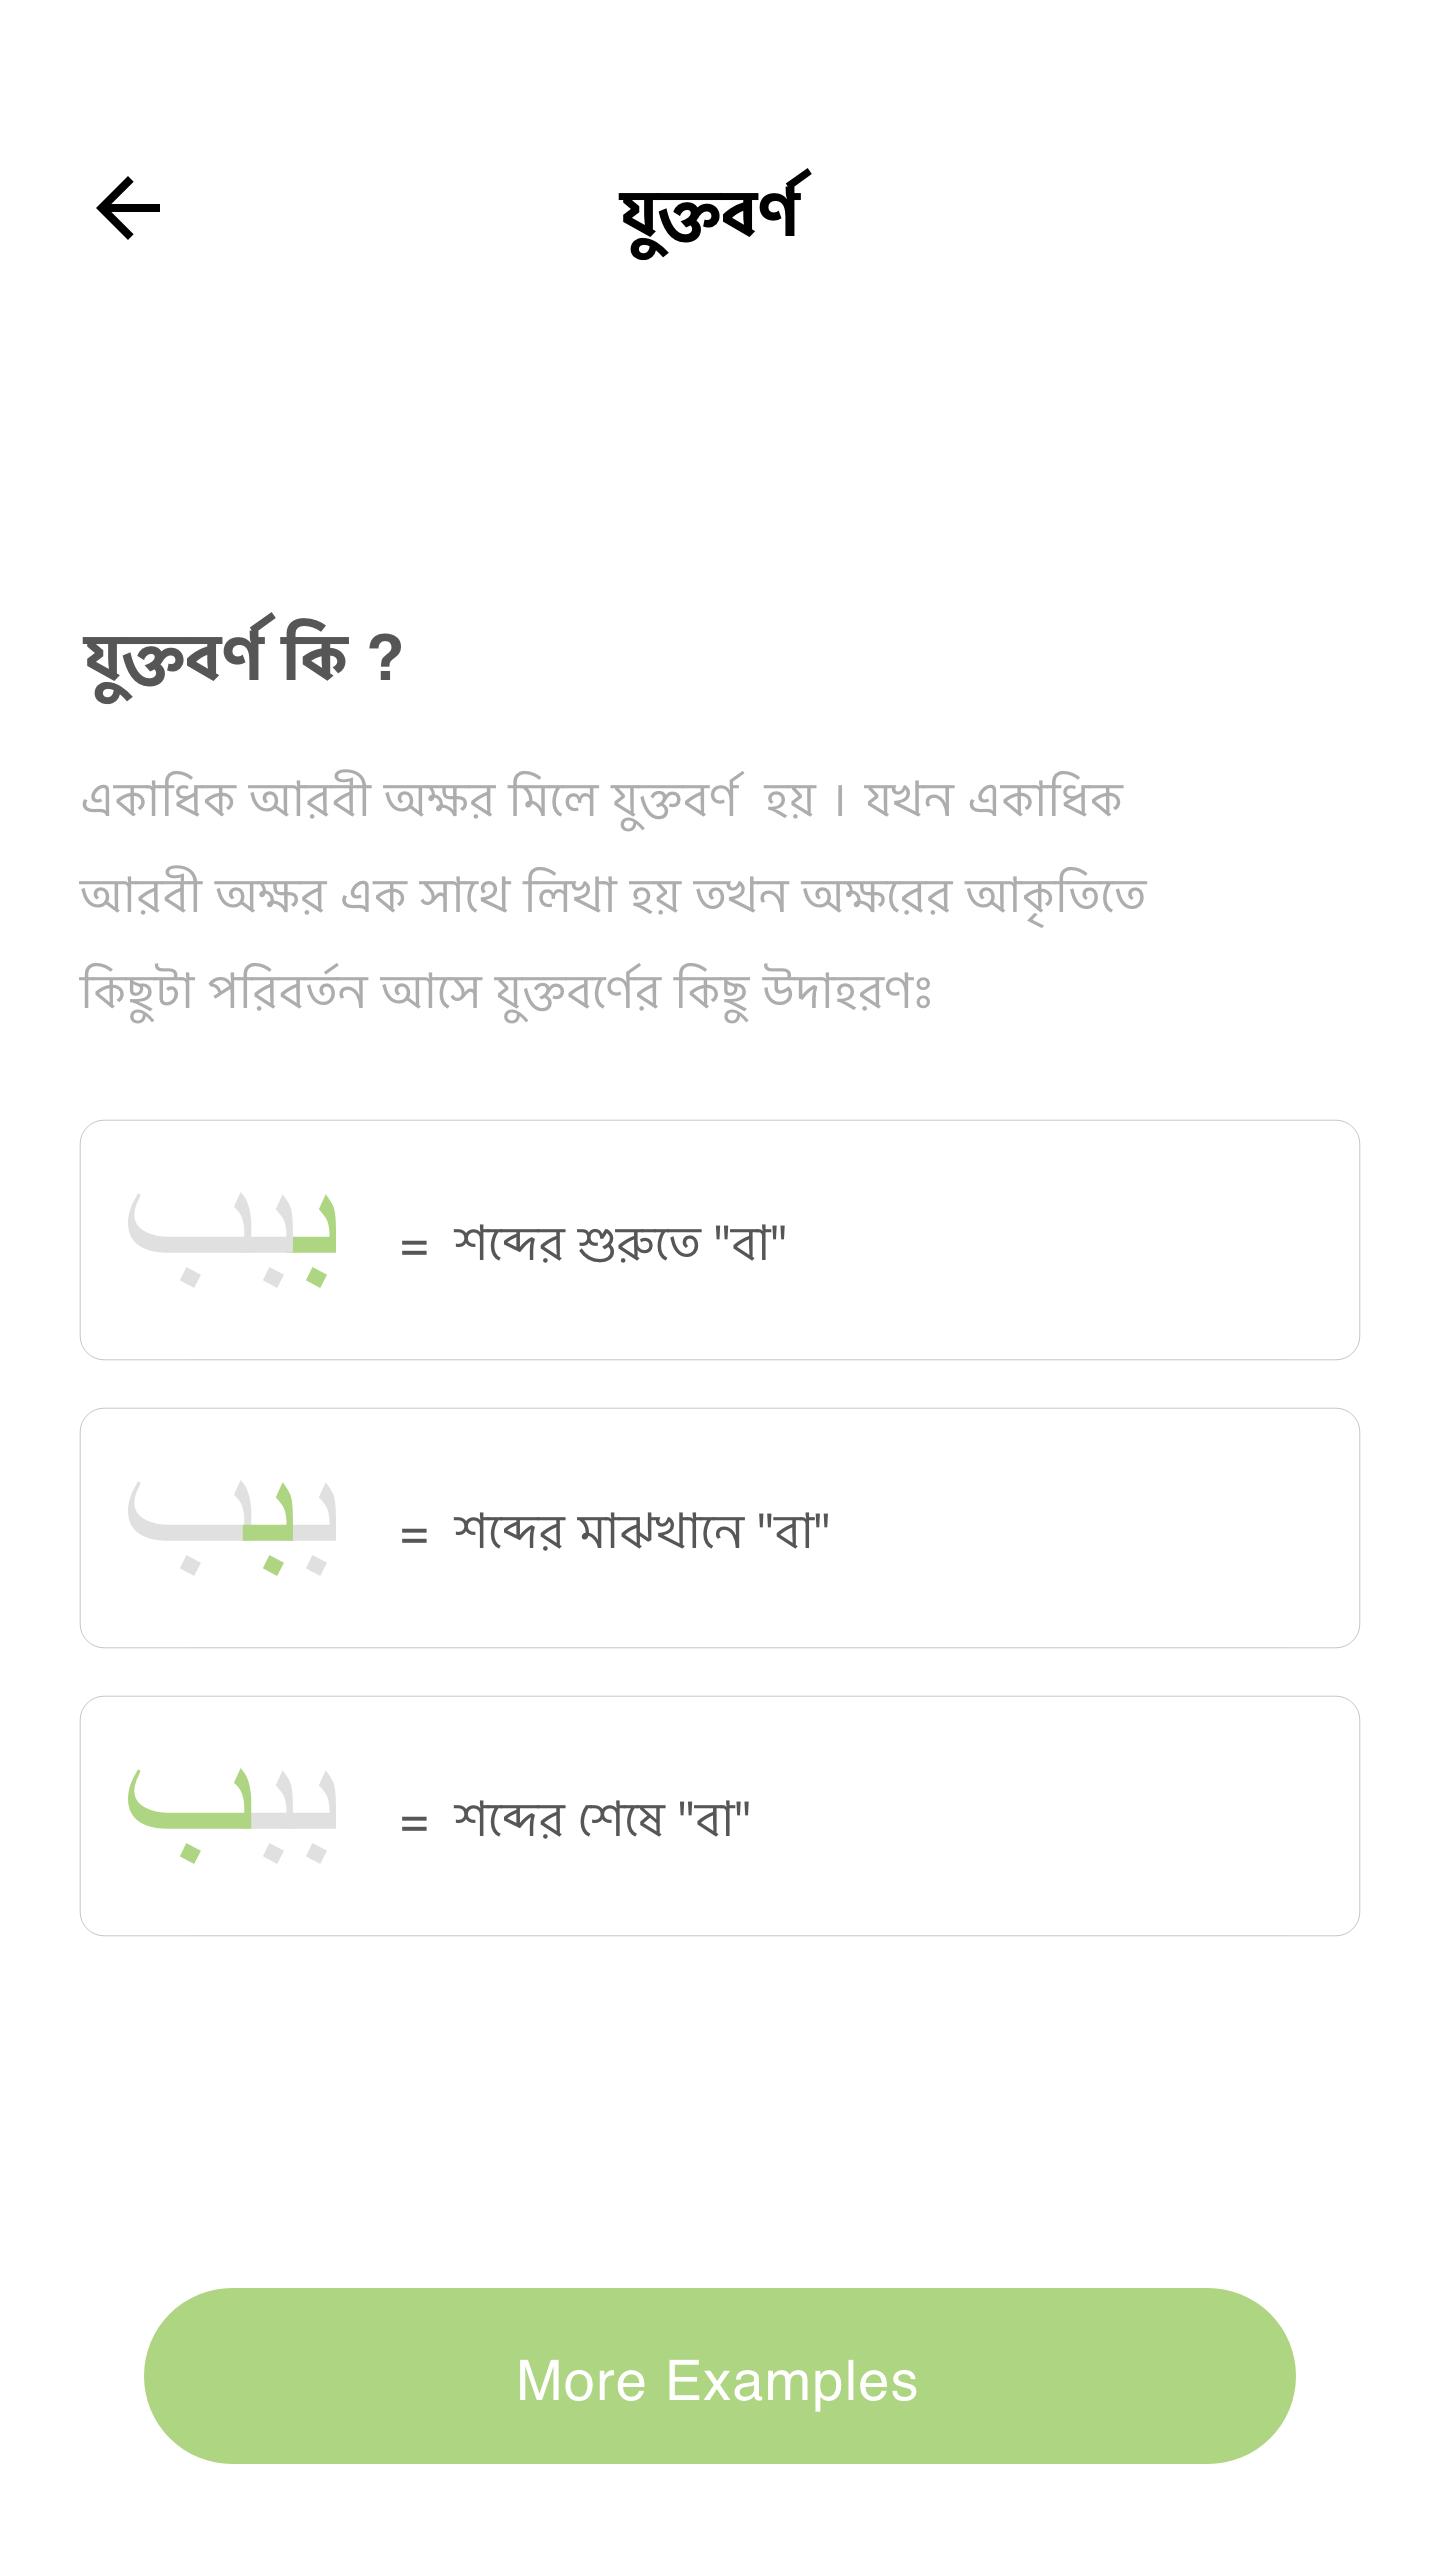 যুক্তবর্ণ
যুক্তবর্ণ কি ?
একাধিক আরবী অক্ষর মিলে যুক্তবর্ণ  হয় । যখন একাধিক
আরবী অক্ষর এক সাথে লিখা হয় তখন অক্ষরের আকৃতিতে
কিছুটা পরিবর্তন আসে যুক্তবর্ণের কিছু উদাহরণঃ
ببب = শব্দের শুরুতে "বা"
ببب = শব্দের মাঝখানে "বা"
ببب = শব্দের শেষে "বা"
More Examples